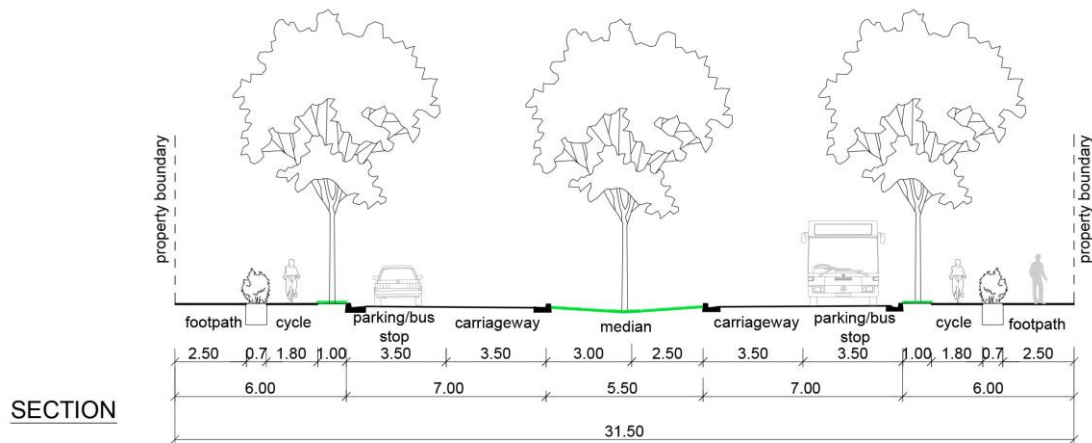 property boundary
property boundary
footpath
cycle
parking/bus
stop
carriageway
median
carriageway
parking/bus
stop
cycle
footpath
2.50 0.7 1.80 1.00 3.50 3.50 3.00 2.50 3.50 3.50 1.00 1.80 0.7 2.50
6.00 7.00 5.50 7.00 6.00
SECTION
31.50